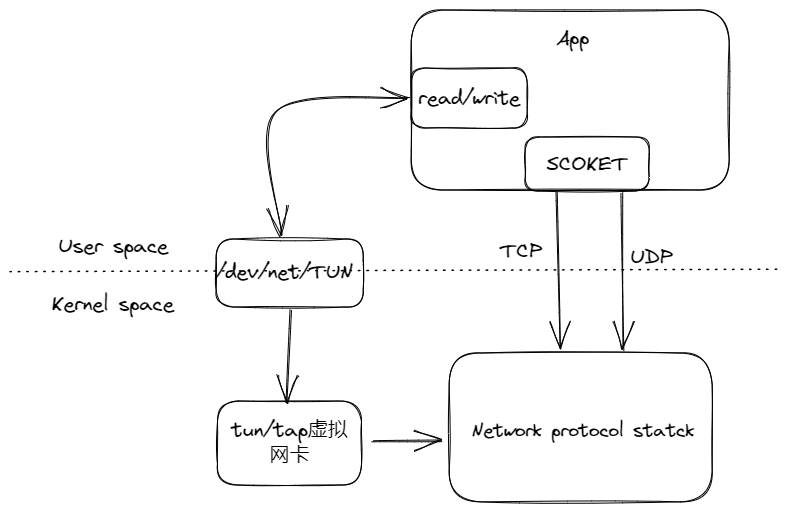 App
read/write
SCOKET
TCP
UDP
User space
/dev/net/TUN
Kernel space
tun/tap虚拟
网卡
Network protocol statck